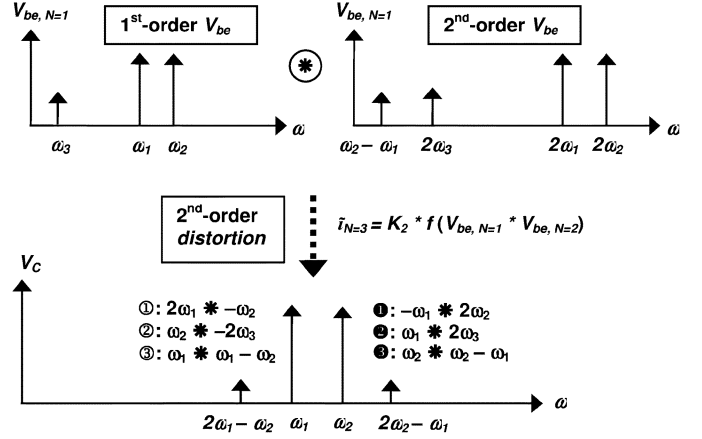 V_be, N=1 1st-order V_be
ω₃ ω₁ ω₂ ω
✱
V_be, N=1 2nd-order V_be
ω₂ – ω₁ 2ω₃ 2ω₁ 2ω₂ ω
2nd-order
distortion
ĩ_N=3 = K₂ * f ( V_be, N=1 * V_be, N=2)
V_C
①: 2ω₁ ✱ –ω₂
②: ω₂ ✱ –2ω₃
③: ω₁ ✱ ω₁ – ω₂
❶: -ω₁ ✱ 2ω₂
❷: ω₁ ✱ 2ω₃
❸: ω₂ ✱ ω₂ – ω₁
2ω₁ – ω₂ ω₁ ω₂ 2ω₂ – ω₁ ω